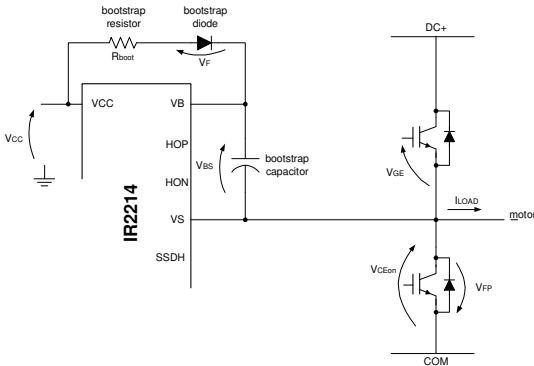 bootstrap resistor
bootstrap diode
DC+
Rboot
VF
VCC
VB
VCC
HOP
VBS
bootstrap capacitor
HON
VGE
IR2214
VS
ILOAD
motor
SSDH
VCEon
VFP
COM